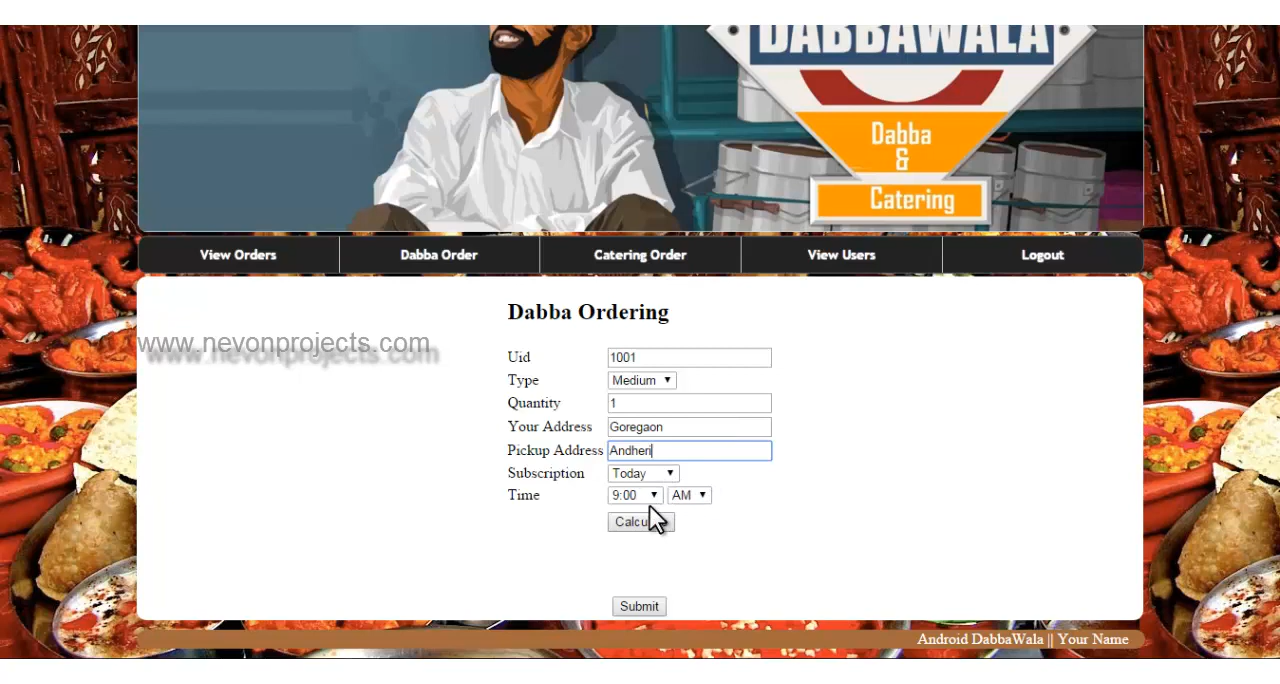 DABBAWALA
Dabba
&
Catering
View Orders Dabba Order Catering Order View Users Logout
Dabba Ordering
www.nevonprojects.com
Uid 1001
Type Medium
Quantity 1
Your Address Goregaon
Pickup Address Andheri
Subscription Today
Time 9:00 AM
Calcu
Submit
Android DabbaWala || Your Name